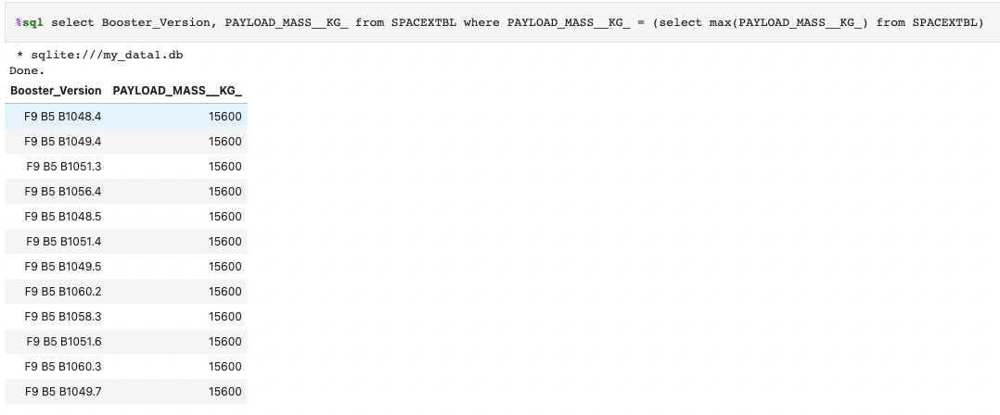 %sql select Booster_Version, PAYLOAD_MASS__KG_ from SPACEXTBL where PAYLOAD_MASS__KG_ = (select max(PAYLOAD_MASS__KG_) from SPACEXTBL)
* sqlite:///my_data1.db
Done.
Booster_Version PAYLOAD_MASS__KG_
F9 B5 B1048.4 15600
F9 B5 B1049.4 15600
F9 B5 B1051.3 15600
F9 B5 B1056.4 15600
F9 B5 B1048.5 15600
F9 B5 B1051.4 15600
F9 B5 B1049.5 15600
F9 B5 B1060.2 15600
F9 B5 B1058.3 15600
F9 B5 B1051.6 15600
F9 B5 B1060.3 15600
F9 B5 B1049.7 15600